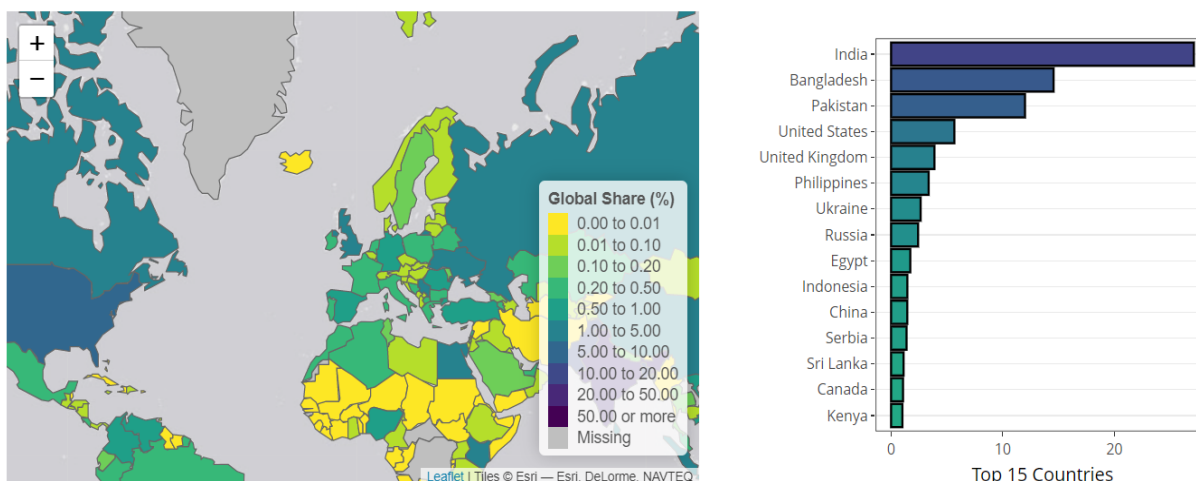 +
−
Global Share (%)
0.00 to 0.01
0.01 to 0.10
0.10 to 0.20
0.20 to 0.50
0.50 to 1.00
1.00 to 5.00
5.00 to 10.00
10.00 to 20.00
20.00 to 50.00
50.00 or more
Missing
Leaflet | Tiles © Esri — Esri, DeLorme, NAVTEQ
India
Bangladesh
Pakistan
United States
United Kingdom
Philippines
Ukraine
Russia
Egypt
Indonesia
China
Serbia
Sri Lanka
Canada
Kenya
0 10 20
Top 15 Countries